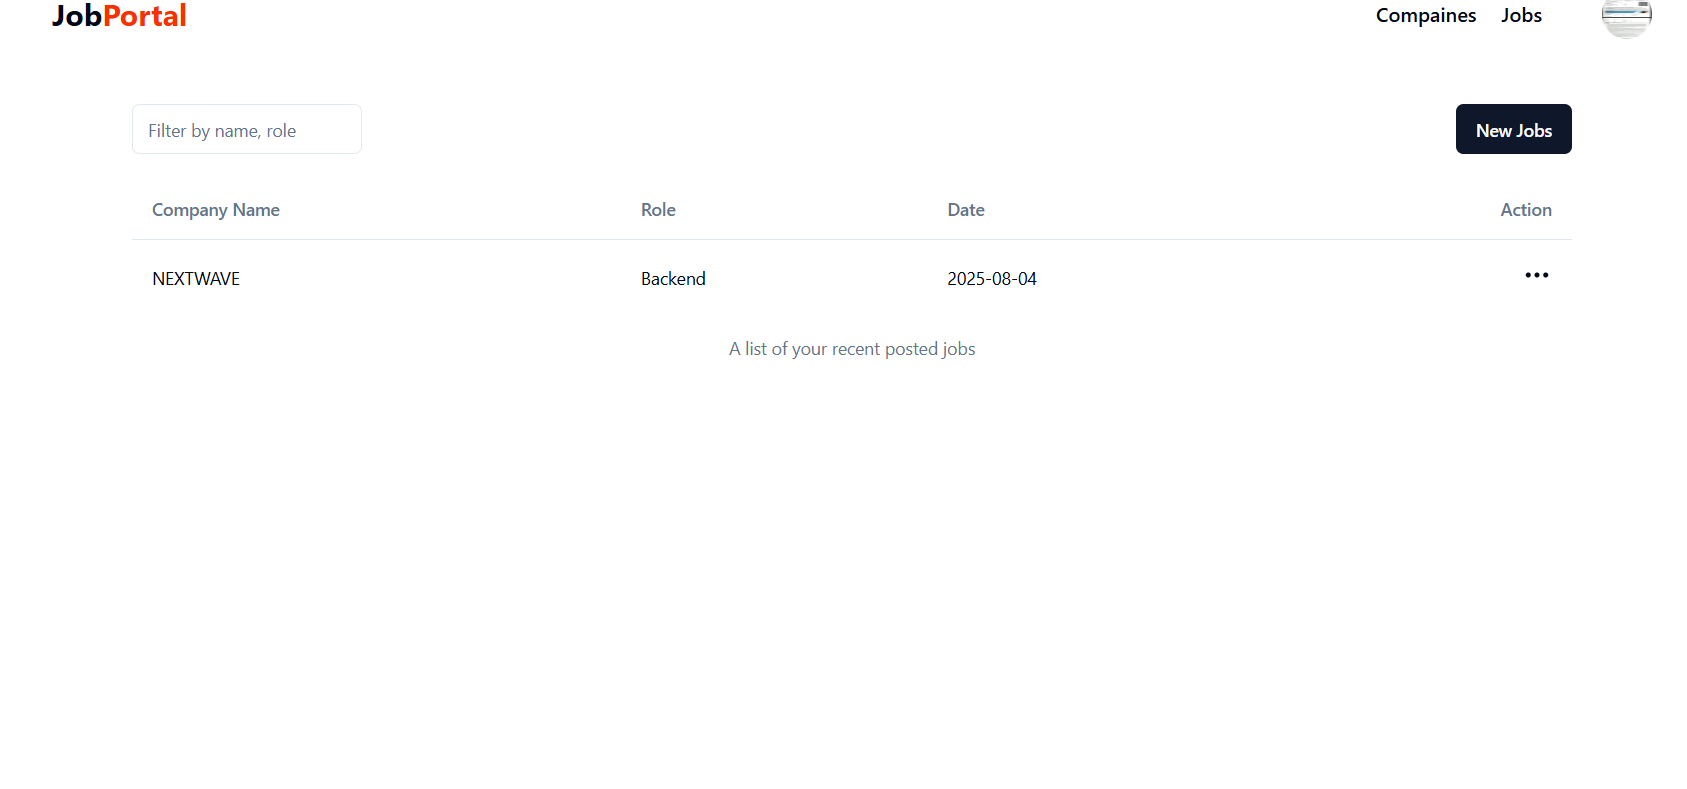 JobPortal
Compaines Jobs
Filter by name, role
New Jobs
Company Name Role Date Action
NEXTWAVE Backend 2025-08-04
A list of your recent posted jobs